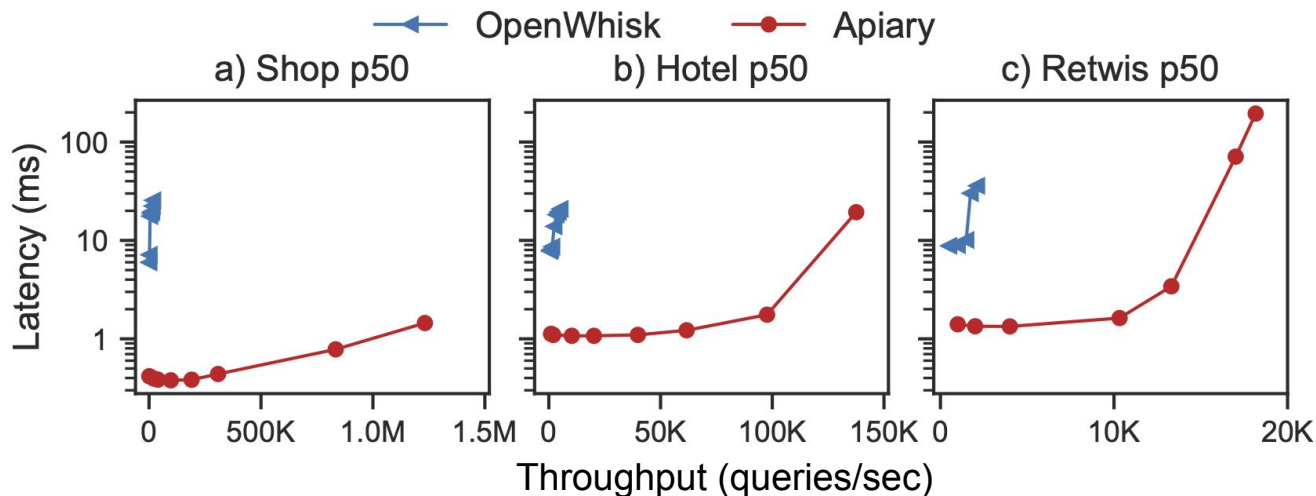 OpenWhisk Apiary
a) Shop p50 b) Hotel p50 c) Retwis p50
Latency (ms)
100
10
1
0 500K 1.0M 1.5M 0 50K 100K 150K 0 10K 20K
Throughput (queries/sec)